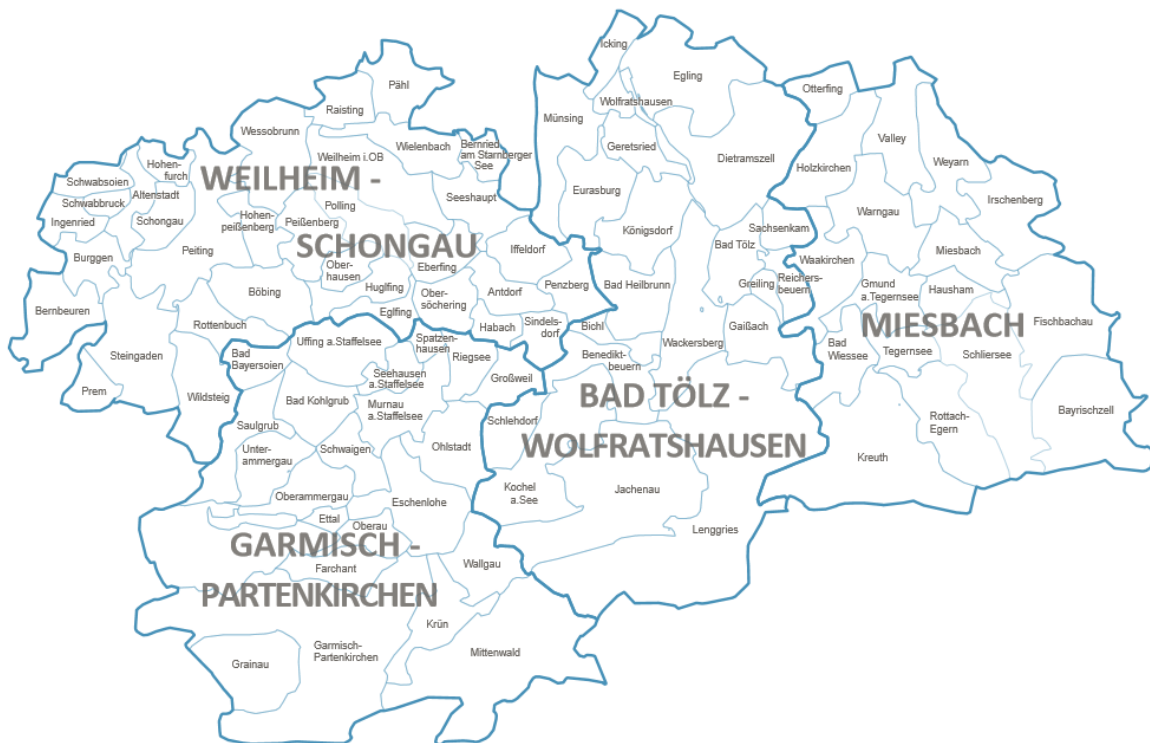 Icking
Egling
Otterfing
Pähl
Raisting
Wolfratshausen
Münsing
Wessobrunn
Valley
Wielenbach
Bernried
am Starnberger
See
Geretsried
Weilheim i.OB
Dietramszell
Weyarn
Hohen-
furch
Holzkirchen
WEILHEIM -
Schwabsoien
Altenstadt
Seeshaupt
Eurasburg
Irschenberg
Schwabbruck
Polling
Warngau
Ingenried
Schongau
Hohen-
peißenberg
Peißenberg
Königsdorf
Sachsenkam
SCHONGAU
Iffeldorf
Bad Tölz
Miesbach
Peiting
Burggen
Waakirchen
Ober-
hausen
Eberfing
Huglfing
Penzberg
Bad Heilbrunn
Greiling
Reichers-
beuern
Gmund
a.Tegernsee
Hausham
Böbing
Ober-
söchering
Antdorf
Bernbeuren
Eglfing
Fischbachau
MIESBACH
Rottenbuch
Habach
Sindels-
dorf
Bichl
Gaißach
Uffing a.Staffelsee
Spatzen-
hausen
Riegsee
Wackersberg
Bad
Wiessee
Tegernsee
Schliersee
Steingaden
Bad
Bayersoien
Benedikt-
beuern
Seehausen
a.Staffelsee
Großweil
Prem
Wildsteig
Bad Kohlgrub
Murnau
a.Staffelsee
BAD TÖLZ -
Bayrischzell
Schlehdorf
Rottach-
Egern
Saulgrub
WOLFRATSHAUSEN
Unter-
ammergau
Schwaigen
Ohlstadt
Kreuth
Kochel
a.See
Jachenau
Oberammergau
Eschenlohe
Ettal
Oberau
Lenggries
GARMISCH -
Farchant
Wallgau
PARTENKIRCHEN
Krün
Garmisch-
Partenkirchen
Mittenwald
Grainau